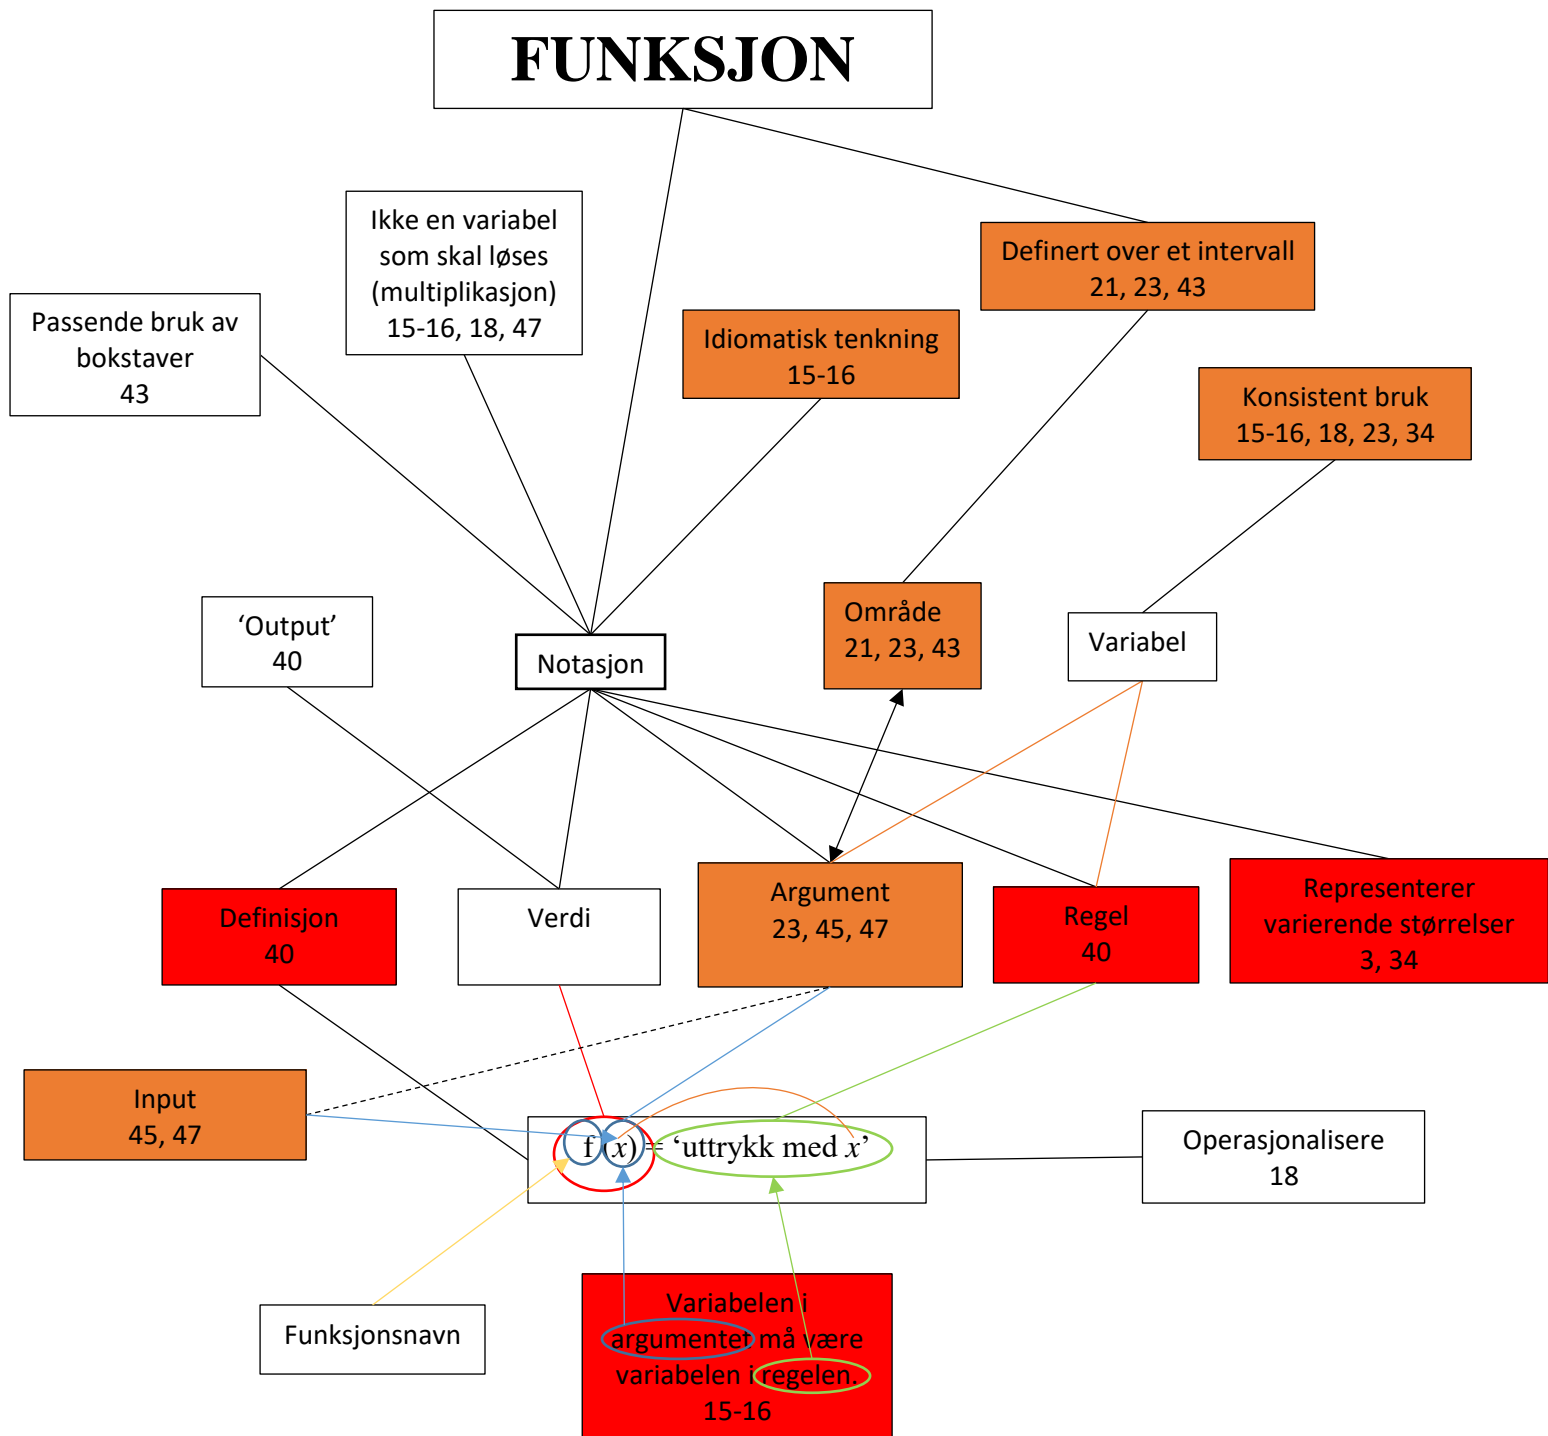 FUNKSJON
Ikke en variabel
som skal løses
(multiplikasjon)
15-16, 18, 47
Definert over et intervall
21, 23, 43
Passende bruk av
bokstaver
43
Idiomatisk tenkning
15-16
Konsistent bruk
15-16, 18, 23, 34
‘Output’
40
Notasjon
Område
21, 23, 43
Variabel
Definisjon
40
Verdi
Argument
23, 45, 47
Regel
40
Representerer
varierende størrelser
3, 34
Input
45, 47
f (x) = ‘uttrykk med x’
Operasjonalisere
18
Funksjonsnavn
Variabelen i
argumentet må være
variabelen i regelen.
15-16